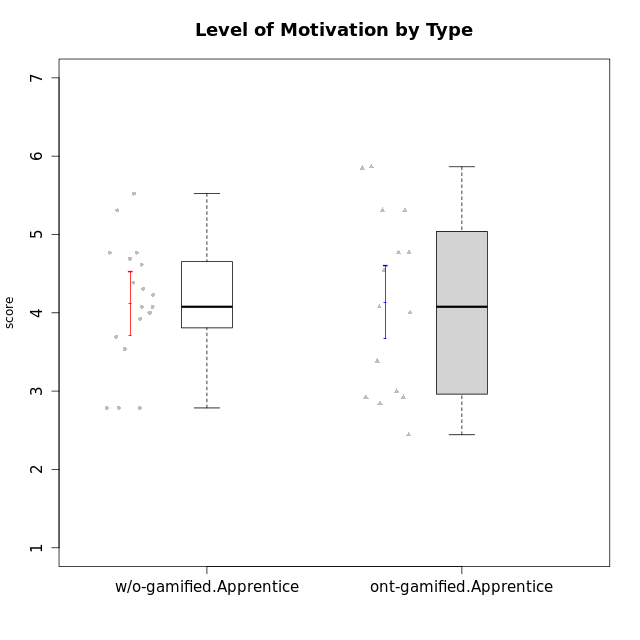 Level of Motivation by Type
score
7
6
5
4
3
2
1
w/o-gamified.Apprentice
ont-gamified.Apprentice